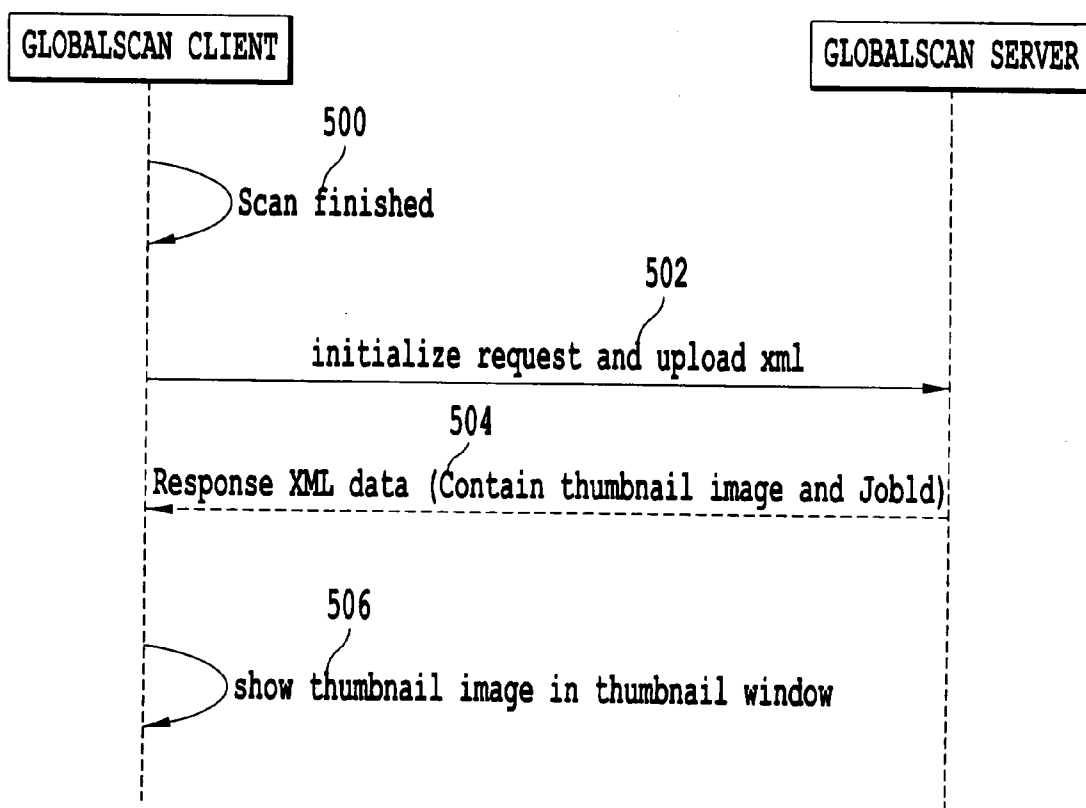 GLOBALSCAN CLIENT
GLOBALSCAN SERVER
500
Scan finished
502
initialize request and upload xml
504
Response XML data (Contain thumbnail image and Jobld)
506
show thumbnail image in thumbnail window